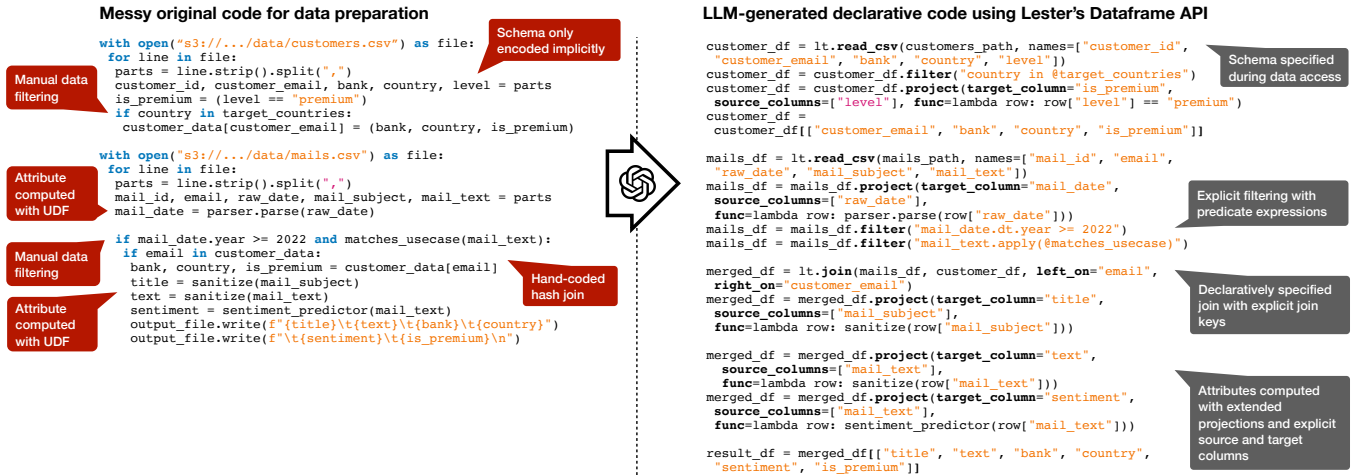 Messy original code for data preparation
with open("s3://.../data/customers.csv") as file:
for line in file:
parts = line.strip().split(",")
customer_id, customer_email, bank, country, level = parts
is_premium = (level == "premium")
if country in target_countries:
customer_data[customer_email] = (bank, country, is_premium)
Schema only
encoded implicitly
Manual data
filtering
with open("s3://.../data/mails.csv") as file:
for line in file:
parts = line.strip().split(",")
mail_id, email, raw_date, mail_subject, mail_text = parts
mail_date = parser.parse(raw_date)
Attribute
computed
with UDF
if mail_date.year >= 2022 and matches_usecase(mail_text):
if email in customer_data:
bank, country, is_premium = customer_data[email]
title = sanitize(mail_subject)
text = sanitize(mail_text)
sentiment = sentiment_predictor(mail_text)
output_file.write(f"{title}\t{text}\t{bank}\t{country}")
output_file.write(f"\t{sentiment}\t{is_premium}\n")
Manual data
filtering
Hand-coded
hash join
Attribute
computed
with UDF
LLM-generated declarative code using Lester's Dataframe API
customer_df = lt.read_csv(customers_path, names=["customer_id",
"customer_email", "bank", "country", "level"])
customer_df = customer_df.filter("country in @target_countries")
customer_df = customer_df.project(target_column="is_premium",
source_columns=["level"], func=lambda row: row["level"] == "premium")
customer_df =
customer_df[["customer_email", "bank", "country", "is_premium"]]
Schema specified
during data access
mails_df = lt.read_csv(mails_path, names=["mail_id", "email",
"raw_date", "mail_subject", "mail_text"])
mails_df = mails_df.project(target_column="mail_date",
source_columns=["raw_date"],
func=lambda row: parser.parse(row["raw_date"]))
mails_df = mails_df.filter("mail_date.dt.year >= 2022")
mails_df = mails_df.filter("mail_text.apply(@matches_usecase)")
Explicit filtering with
predicate expressions
merged_df = lt.join(mails_df, customer_df, left_on="email",
right_on="customer_email")
merged_df = merged_df.project(target_column="title",
source_columns=["mail_subject"],
func=lambda row: sanitize(row["mail_subject"]))
Declaratively specified
join with explicit join
keys
merged_df = merged_df.project(target_column="text",
source_columns=["mail_text"],
func=lambda row: sanitize(row["mail_text"]))
merged_df = merged_df.project(target_column="sentiment",
source_columns=["mail_text"],
func=lambda row: sentiment_predictor(row["mail_text"]))
Attributes computed
with extended
projections and explicit
source and target
columns
result_df = merged_df[["title", "text", "bank", "country",
"sentiment", "is_premium"]]